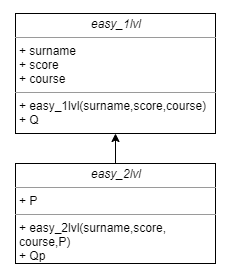 easy_1lvl
+ surname
+ score
+ course
+ easy_1lvl(surname,score,course)
+ Q
easy_2lvl
+ P
+ easy_2lvl(surname,score,
course,P)
+ Qp